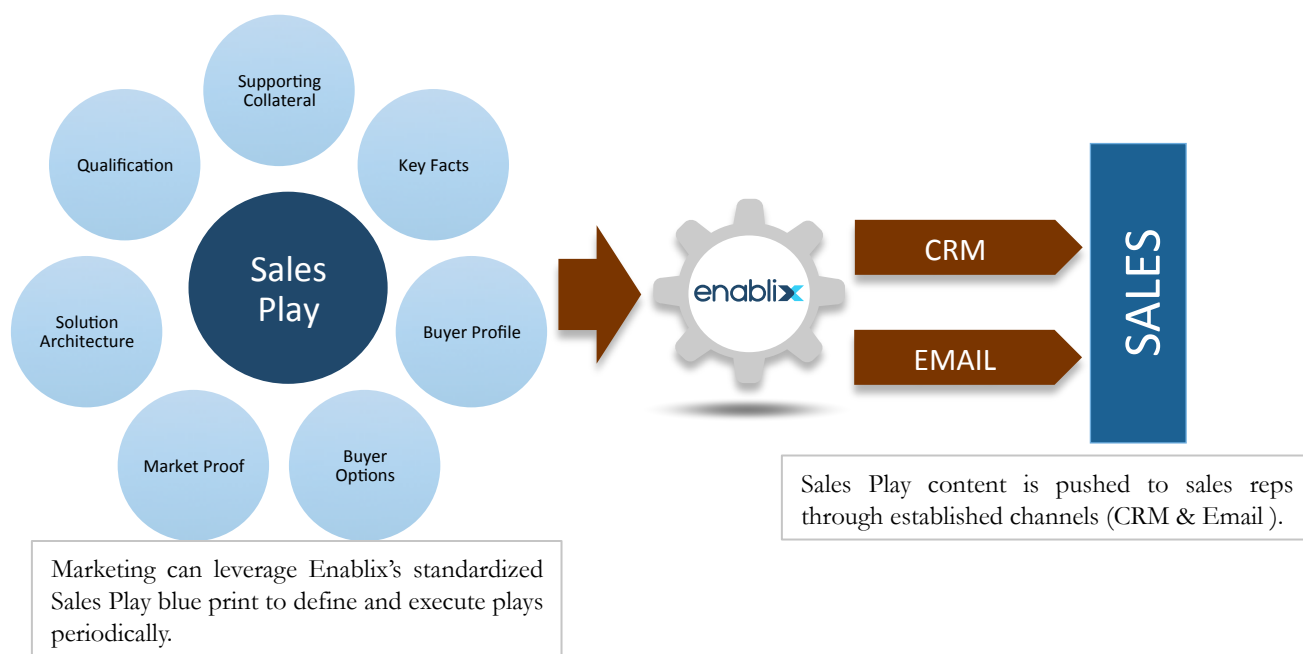 Supporting
Collateral
Key Facts
Buyer Profile
Buyer
Options
Market Proof
Solution
Architecture
Qualification
Sales
Play
enablix
CRM
EMAIL
SALES
Marketing can leverage Enablix’s standardized
Sales Play blue print to define and execute plays
periodically.
Sales Play content is pushed to sales reps
through established channels (CRM & Email ).